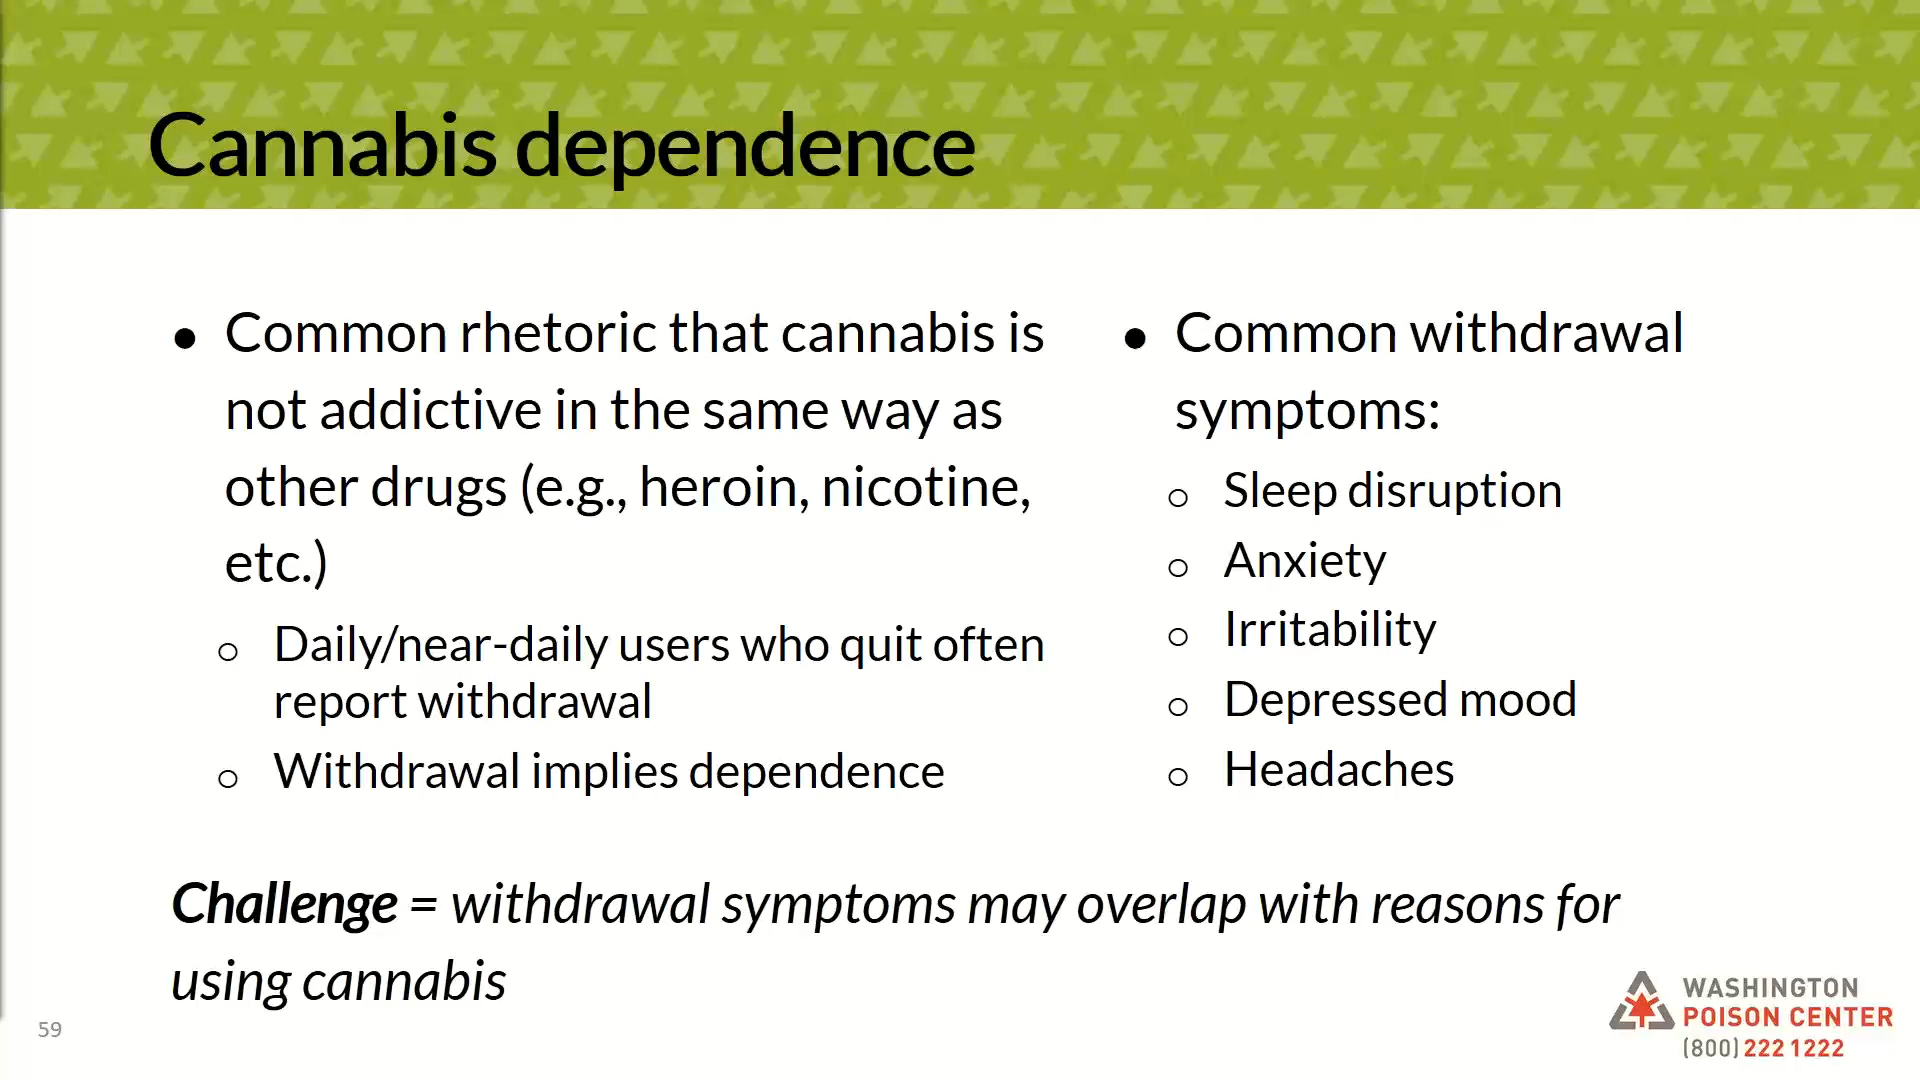 Cannabis dependence
● Common rhetoric that cannabis is
not addictive in the same way as
other drugs (e.g., heroin, nicotine,
etc.)
○ Daily/near-daily users who quit often
report withdrawal
○ Withdrawal implies dependence
● Common withdrawal
symptoms:
○ Sleep disruption
○ Anxiety
○ Irritability
○ Depressed mood
○ Headaches
Challenge = withdrawal symptoms may overlap with reasons for
using cannabis
59
WASHINGTON
POISON CENTER
(800) 222 1222